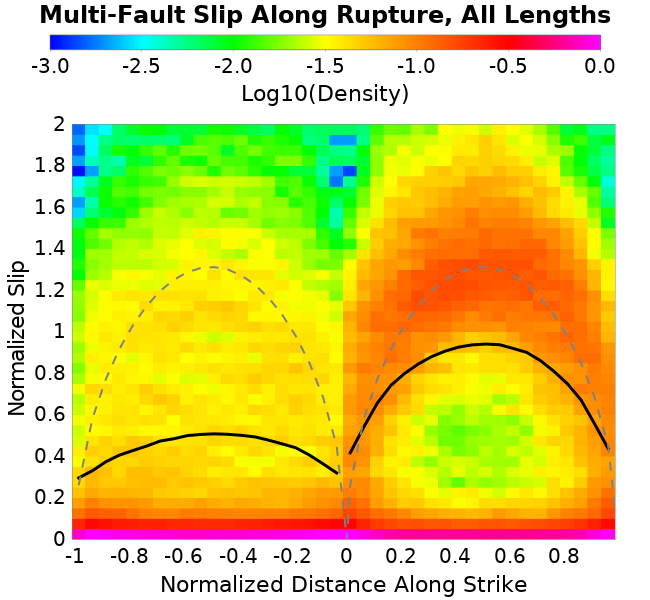 Multi-Fault Slip Along Rupture, All Lengths
-3.0 -2.5 -2.0 -1.5 -1.0 -0.5 0.0
Log10(Density)
Normalized Slip
2
1.8
1.6
1.4
1.2
1
0.8
0.6
0.4
0.2
0
-1 -0.8 -0.6 -0.4 -0.2 0 0.2 0.4 0.6 0.8
Normalized Distance Along Strike